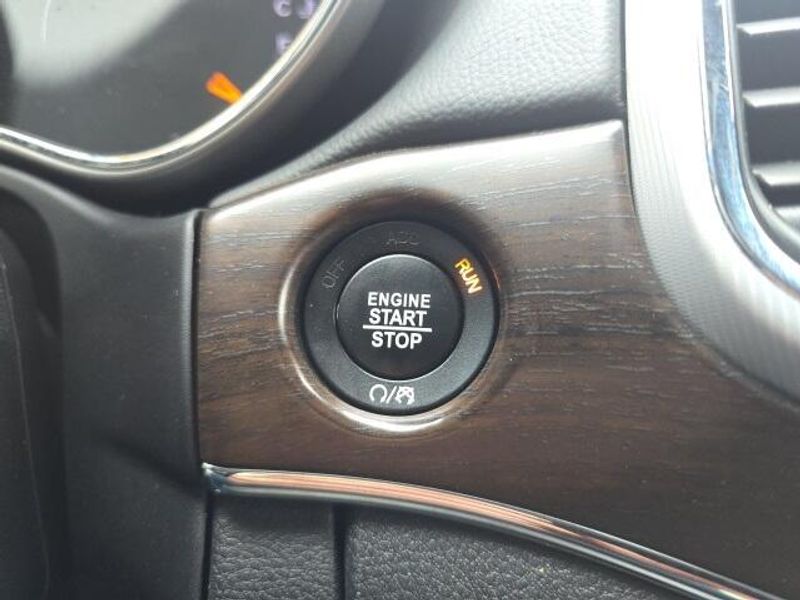 OFF
ACC
RUN
ENGINE
START
STOP